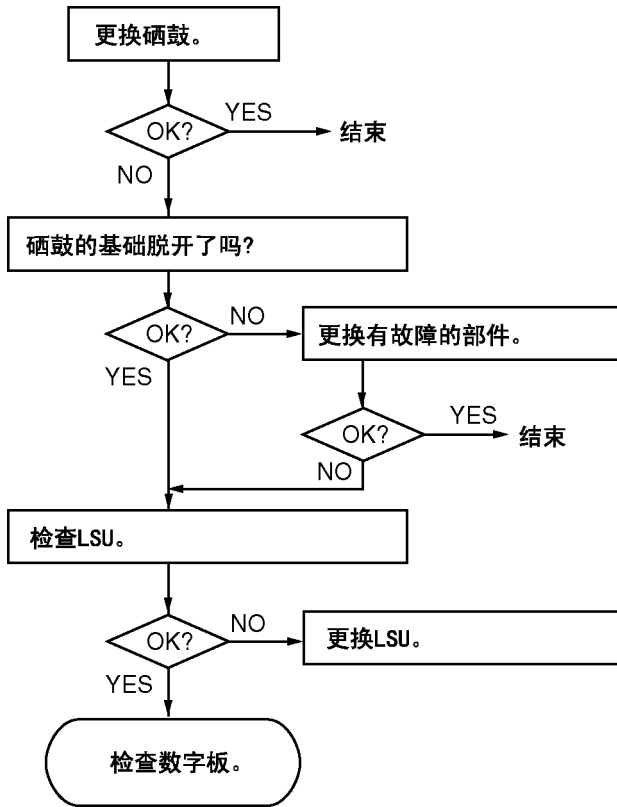 更换硒鼓。
OK?
YES
结束
NO
硒鼓的基础脱开了吗?
OK?
NO
更换有故障的部件。
YES
OK?
YES
结束
NO
检查LSU。
OK?
NO
更换LSU。
YES
检查数字板。